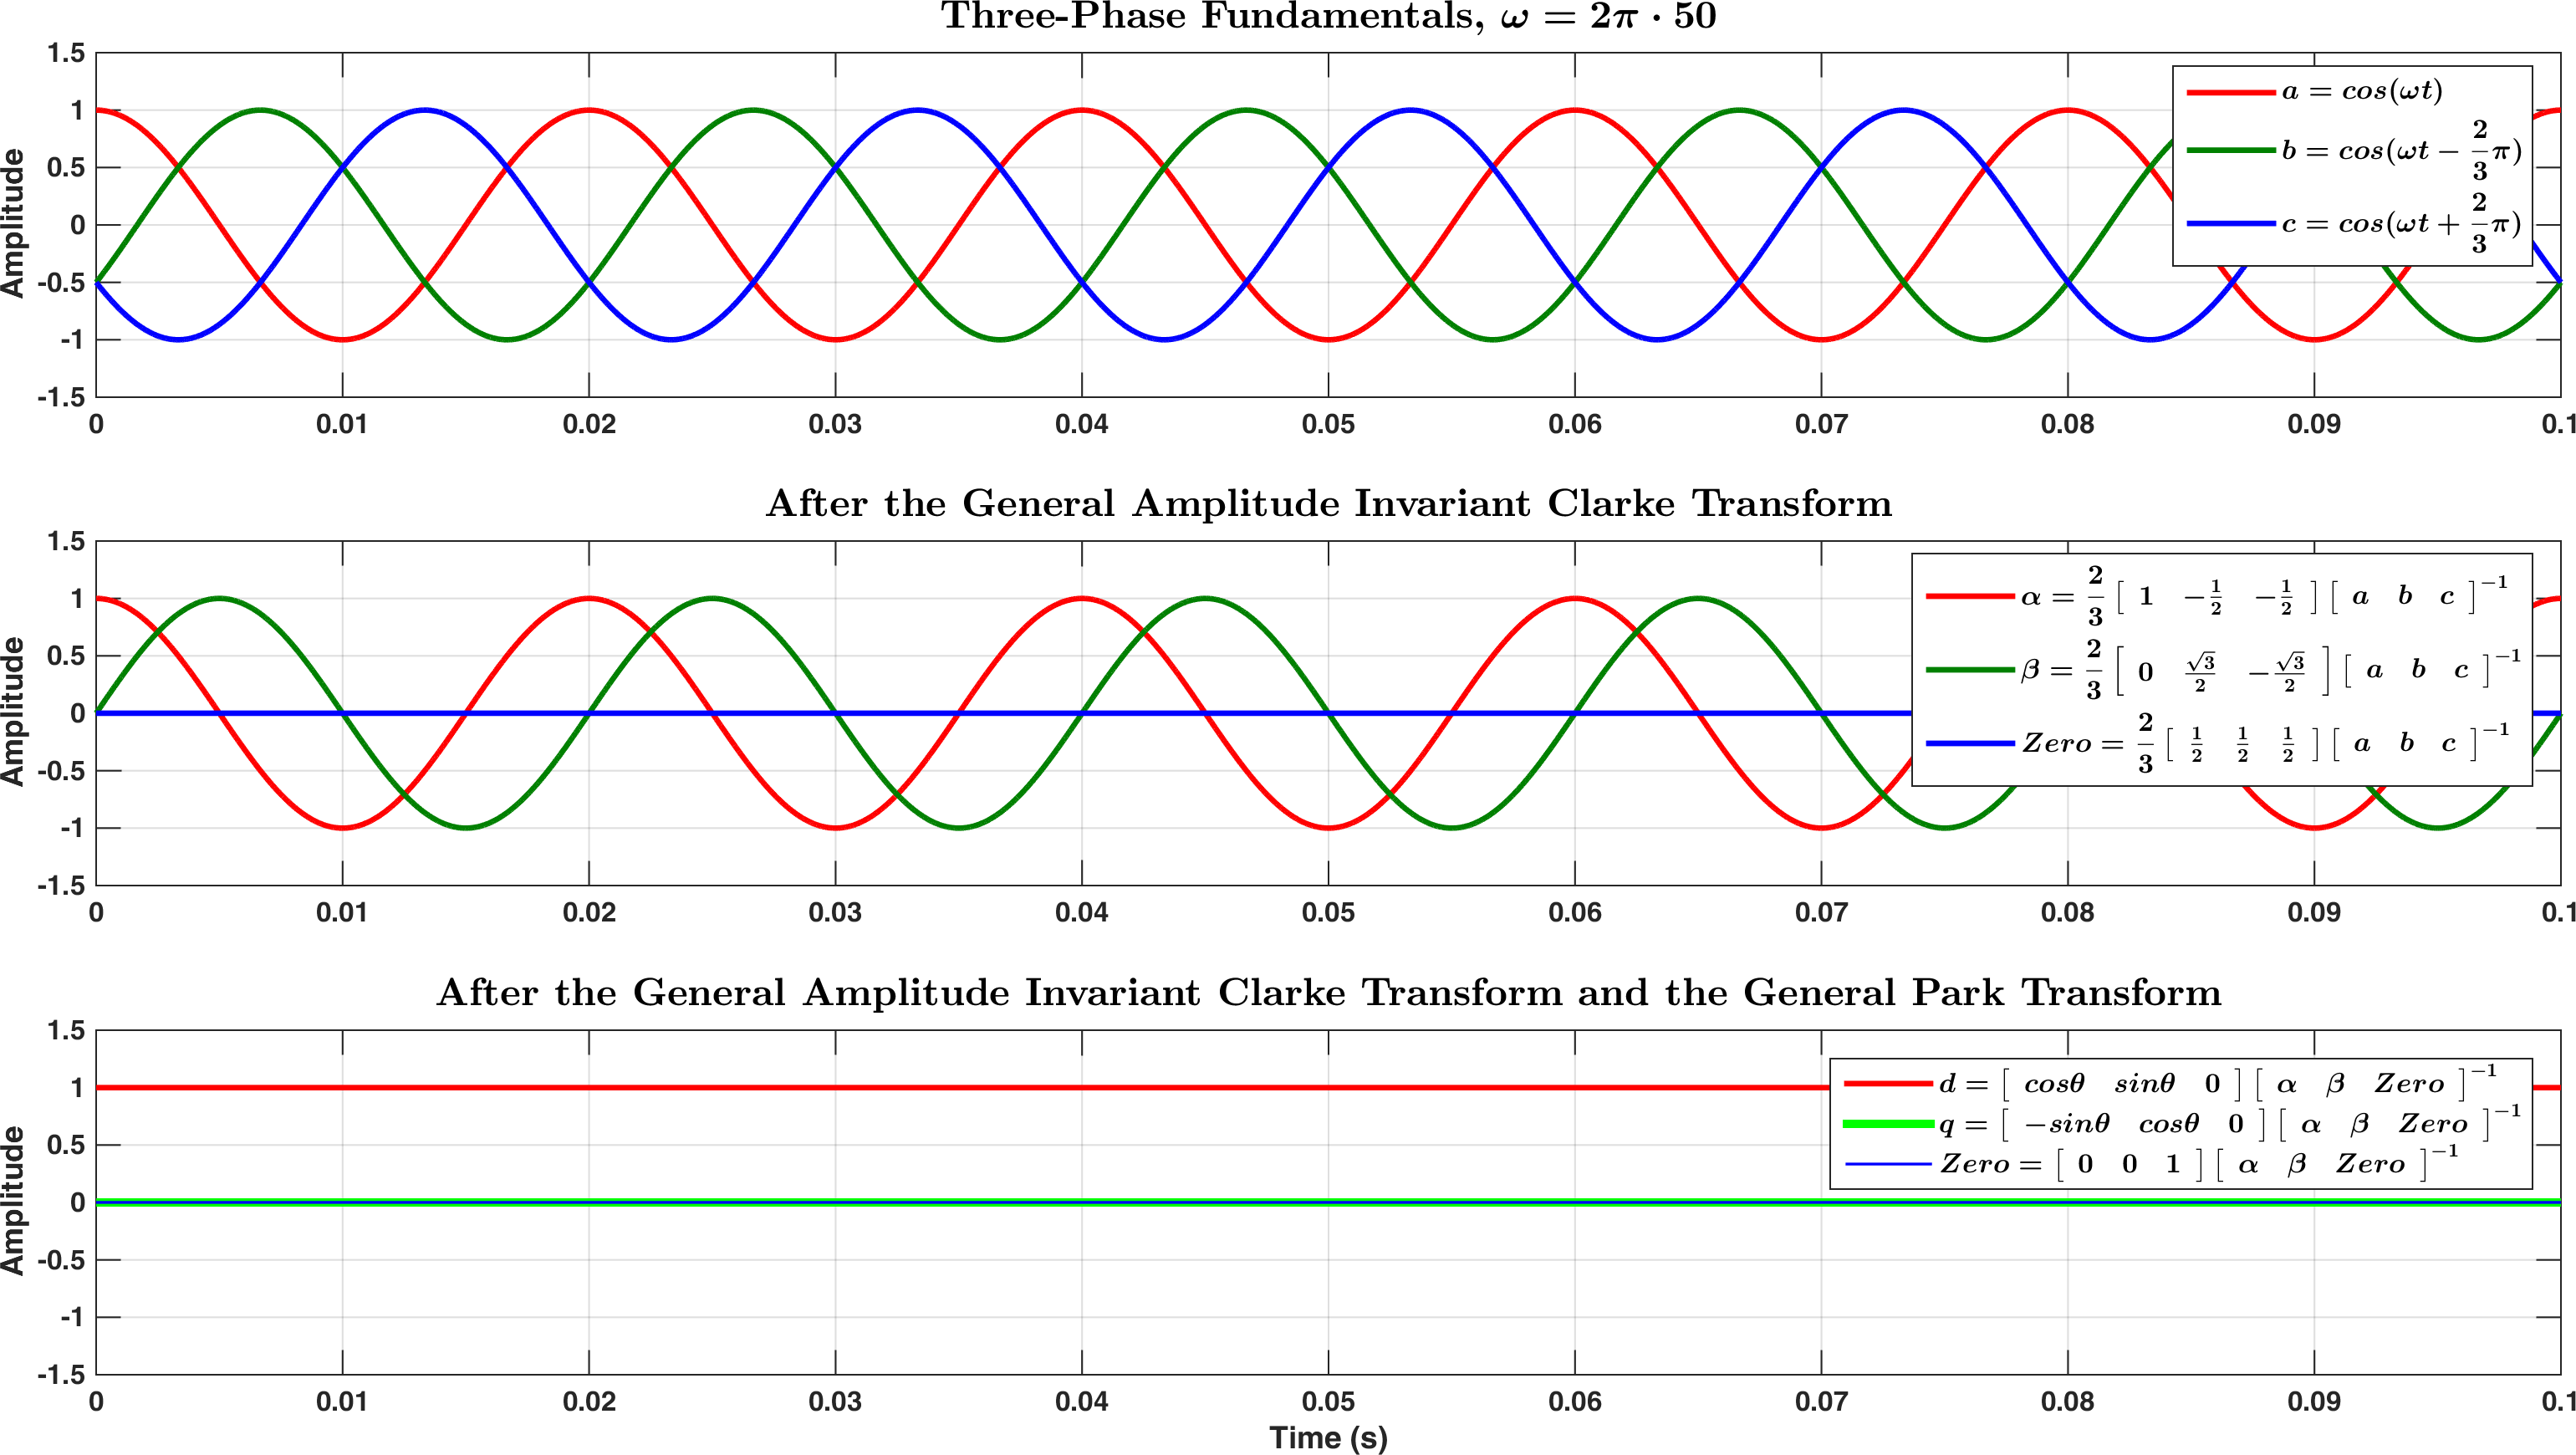 Three-Phase Fundamentals, ω = 2π · 50
Amplitude
1.5
1
0.5
0
-0.5
-1
-1.5
a = cos(ωt)
b = cos(ωt − 2/3 π)
c = cos(ωt + 2/3 π)
0 0.01 0.02 0.03 0.04 0.05 0.06 0.07 0.08 0.09 0.1
After the General Amplitude Invariant Clarke Transform
Amplitude
1.5
1
0.5
0
-0.5
-1
-1.5
α = 2/3 [ 1 −1/2 −1/2 ] [ a b c ]⁻¹
β = 2/3 [ 0 √3/2 −√3/2 ] [ a b c ]⁻¹
Zero = 2/3 [ 1/2 1/2 1/2 ] [ a b c ]⁻¹
0 0.01 0.02 0.03 0.04 0.05 0.06 0.07 0.08 0.09 0.1
After the General Amplitude Invariant Clarke Transform and the General Park Transform
Amplitude
1.5
1
0.5
0
-0.5
-1
-1.5
d = [ cosθ sinθ 0 ] [ α β Zero ]⁻¹
q = [ −sinθ cosθ 0 ] [ α β Zero ]⁻¹
Zero = [ 0 0 1 ] [ α β Zero ]⁻¹
0 0.01 0.02 0.03 0.04 0.05 0.06 0.07 0.08 0.09 0.1
Time (s)